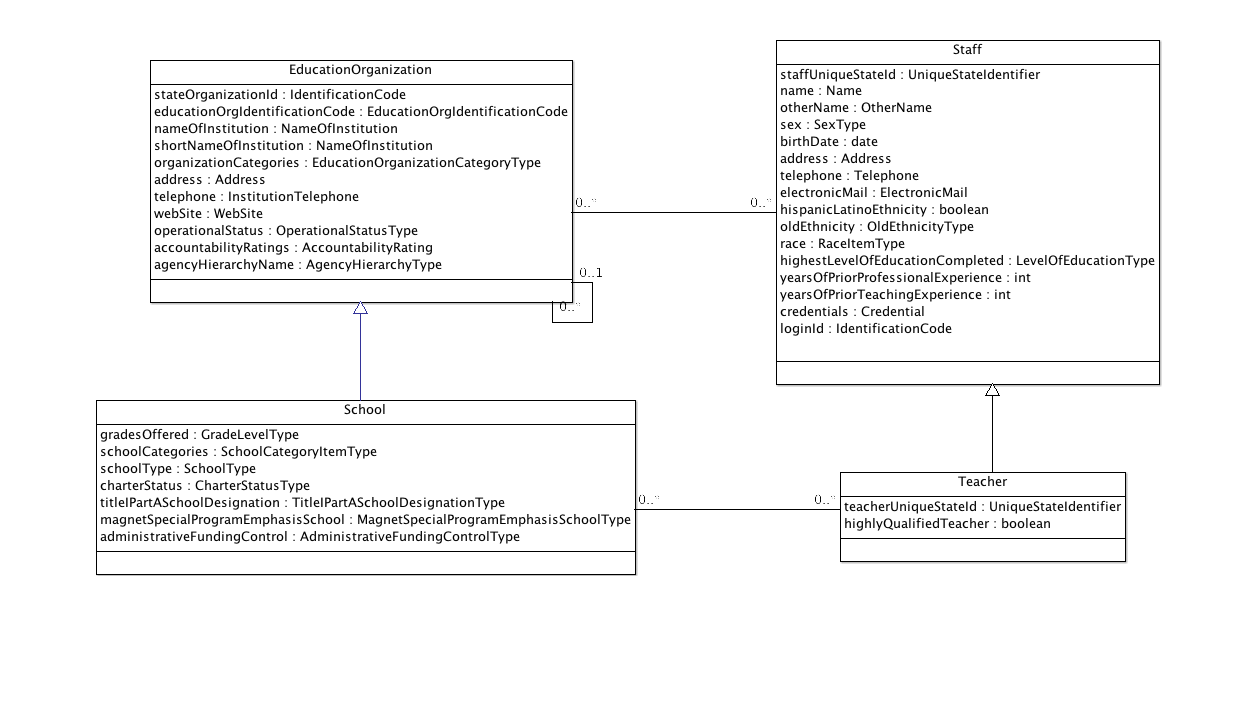 EducationOrganization
stateOrganizationId : IdentificationCode
educationOrgIdentificationCode : EducationOrgIdentificationCode
nameOfInstitution : NameOfInstitution
shortNameOfInstitution : NameOfInstitution
organizationCategories : EducationOrganizationCategoryType
address : Address
telephone : InstitutionTelephone
webSite : WebSite
operationalStatus : OperationalStatusType
accountabilityRatings : AccountabilityRating
agencyHierarchyName : AgencyHierarchyType
0..*
0..*
0..1
0..*
Staff
staffUniqueStateId : UniqueStateIdentifier
name : Name
otherName : OtherName
sex : SexType
birthDate : date
address : Address
telephone : Telephone
electronicMail : ElectronicMail
hispanicLatinoEthnicity : boolean
oldEthnicity : OldEthnicityType
race : RaceItemType
highestLevelOfEducationCompleted : LevelOfEducationType
yearsOfPriorProfessionalExperience : int
yearsOfPriorTeachingExperience : int
credentials : Credential
loginId : IdentificationCode
School
gradesOffered : GradeLevelType
schoolCategories : SchoolCategoryItemType
schoolType : SchoolType
charterStatus : CharterStatusType
titleIPartASchoolDesignation : TitleIPartASchoolDesignationType
magnetSpecialProgramEmphasisSchool : MagnetSpecialProgramEmphasisSchoolType
administrativeFundingControl : AdministrativeFundingControlType
0..*
0..*
Teacher
teacherUniqueStateId : UniqueStateIdentifier
highlyQualifiedTeacher : boolean